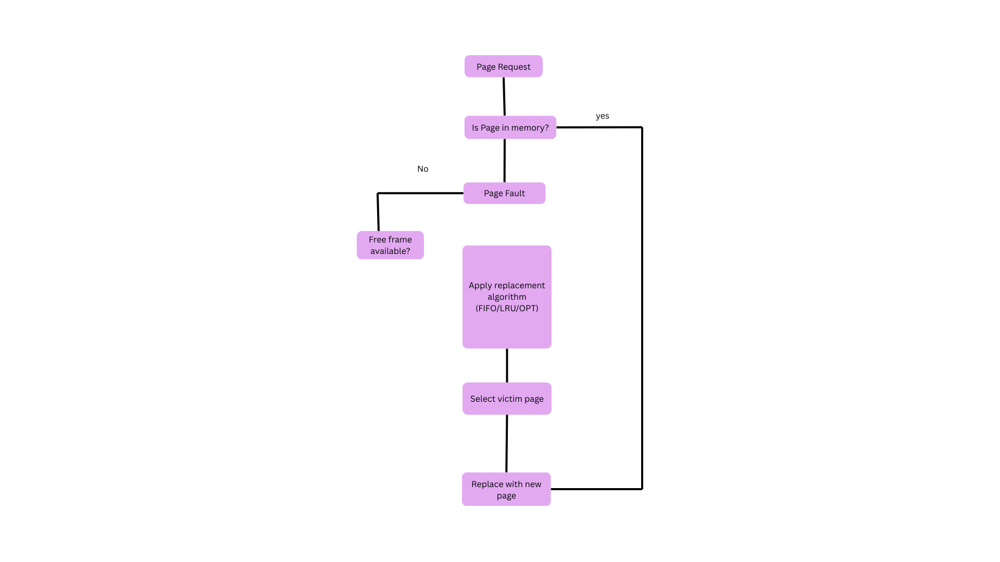 Page Request
yes
Is Page in memory?
No
Page Fault
Free frame
available?
Apply replacement
algorithm
(FIFO/LRU/OPT)
Select victim page
Replace with new
page